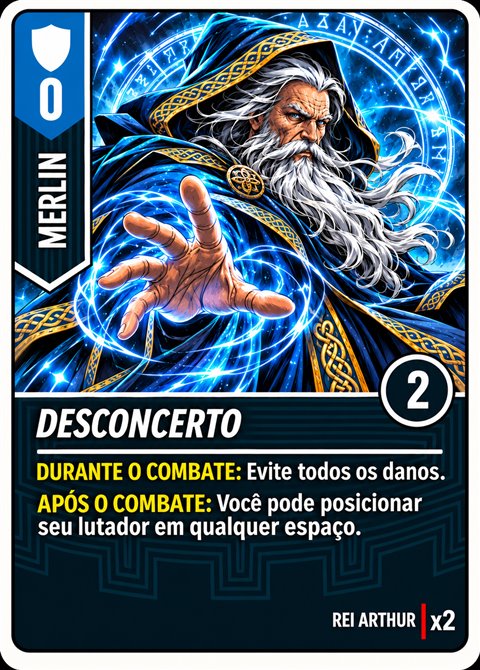 0
MERLIN
2
DESCONCERTO
DURANTE O COMBATE: Evite todos os danos.
APÓS O COMBATE: Você pode posicionar
seu lutador em qualquer espaço.
REI ARTHUR x2